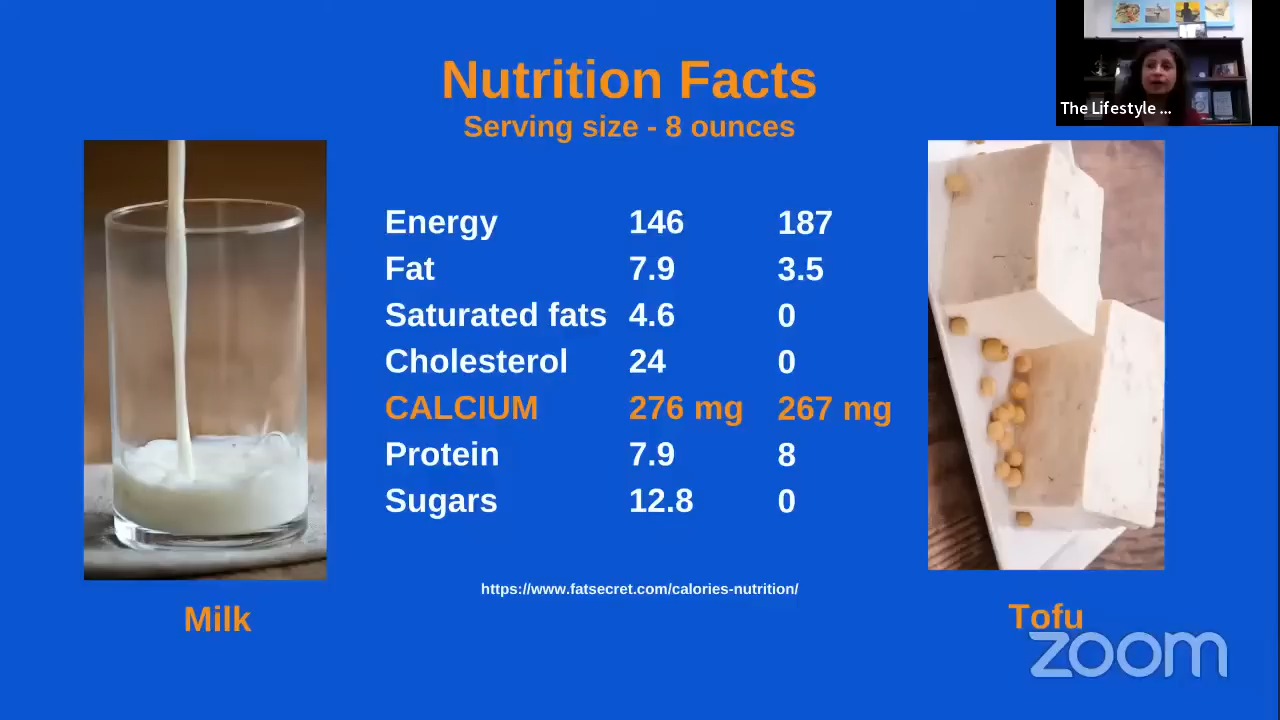 Nutrition Facts
Serving size - 8 ounces
The Lifestyle ...
Energy 146 187
Fat 7.9 3.5
Saturated fats 4.6 0
Cholesterol 24 0
CALCIUM 276 mg 267 mg
Protein 7.9 8
Sugars 12.8 0
https://www.fatsecret.com/calories-nutrition/
Milk
Tofu
zoom